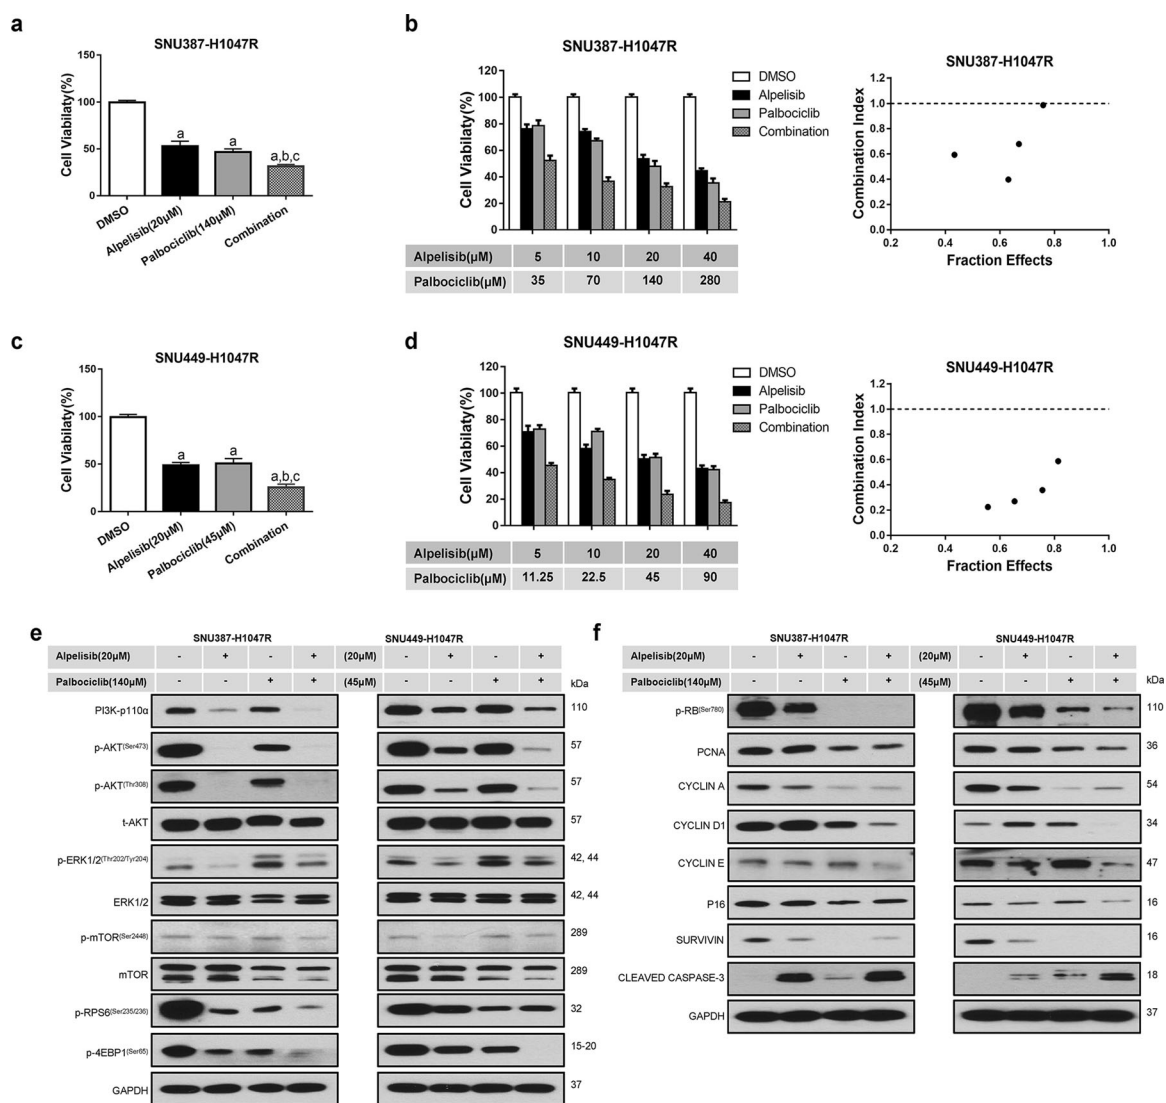 a
SNU387-H1047R
Cell Viabilaty(%)
150
100
50
0
a
a
a,b,c
DMSO
Alpelisib(20μM)
Palbociclib(140μM)
Combination
b
SNU387-H1047R
Cell Viabilaty(%)
120
100
80
60
40
20
0
DMSO
Alpelisib
Palbociclib
Combination
Alpelisib(μM) 5 10 20 40
Palbociclib(μM) 35 70 140 280
SNU387-H1047R
Combination Index
1.2
1.0
0.8
0.6
0.4
0.2
0.0
0.2 0.4 0.6 0.8 1.0
Fraction Effects
c
SNU449-H1047R
Cell Viabilaty(%)
150
100
50
0
a
a
a,b,c
DMSO
Alpelisib(20μM)
Palbociclib(45μM)
Combination
d
SNU449-H1047R
Cell Viabilaty(%)
120
100
80
60
40
20
0
DMSO
Alpelisib
Palbociclib
Combination
Alpelisib(μM) 5 10 20 40
Palbociclib(μM) 11.25 22.5 45 90
SNU449-H1047R
Combination Index
1.2
1.0
0.8
0.6
0.4
0.2
0.0
0.2 0.4 0.6 0.8 1.0
Fraction Effects
e
SNU387-H1047R SNU449-H1047R
Alpelisib(20μM) - + - + (20μM) - + - +
Palbociclib(140μM) - - + + (45μM) - - + +
kDa
PI3K-p110α 110
p-AKT(Ser473) 57
p-AKT(Thr308) 57
t-AKT 57
p-ERK1/2(Thr202/Tyr204) 42, 44
ERK1/2 42, 44
p-mTOR(Ser2448) 289
mTOR 289
p-RPS6(Ser235/236) 32
p-4EBP1(Ser65) 15-20
GAPDH 37
f
SNU387-H1047R SNU449-H1047R
Alpelisib(20μM) - + - + (20μM) - + - +
Palbociclib(140μM) - - + + (45μM) - - + +
kDa
p-RB(Ser780) 110
PCNA 36
CYCLIN A 54
CYCLIN D1 34
CYCLIN E 47
P16 16
SURVIVIN 16
CLEAVED CASPASE-3 18
GAPDH 37